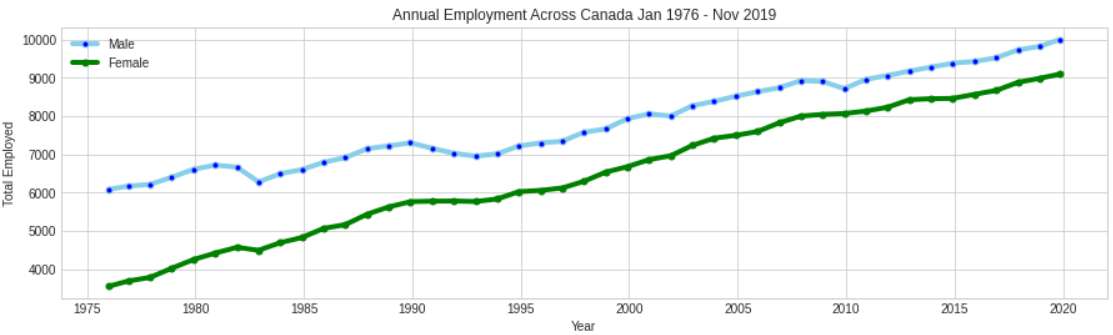 Annual Employment Across Canada Jan 1976 - Nov 2019
Male
Female
Total Employed
10000
9000
8000
7000
6000
5000
4000
1975 1980 1985 1990 1995 2000 2005 2010 2015 2020
Year